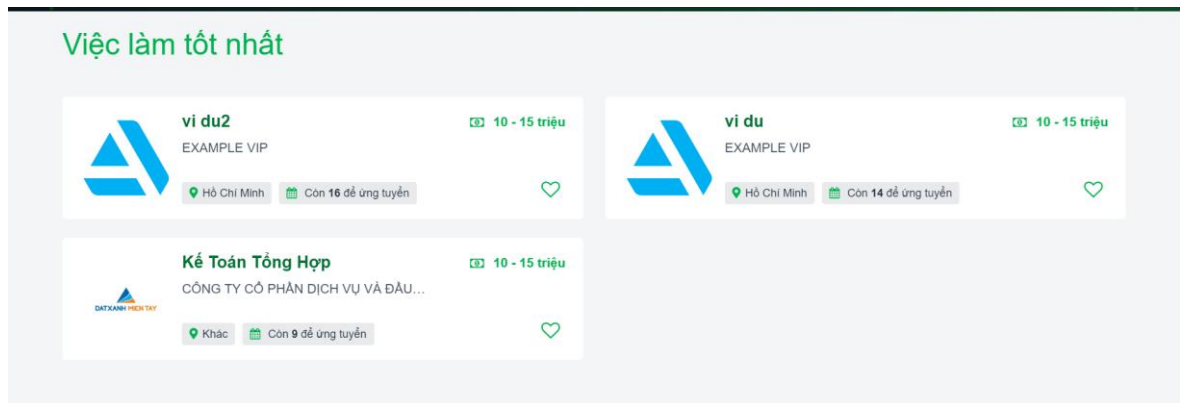 Việc làm tốt nhất
vi du2
10 - 15 triệu
EXAMPLE VIP
Hồ Chí Minh
Còn 16 để ứng tuyển
vi du
10 - 15 triệu
EXAMPLE VIP
Hồ Chí Minh
Còn 14 để ứng tuyển
Kế Toán Tổng Hợp
10 - 15 triệu
CÔNG TY CỔ PHẦN DỊCH VỤ VÀ ĐẦU...
DATXANH MIEN TAY
Khác
Còn 9 để ứng tuyển